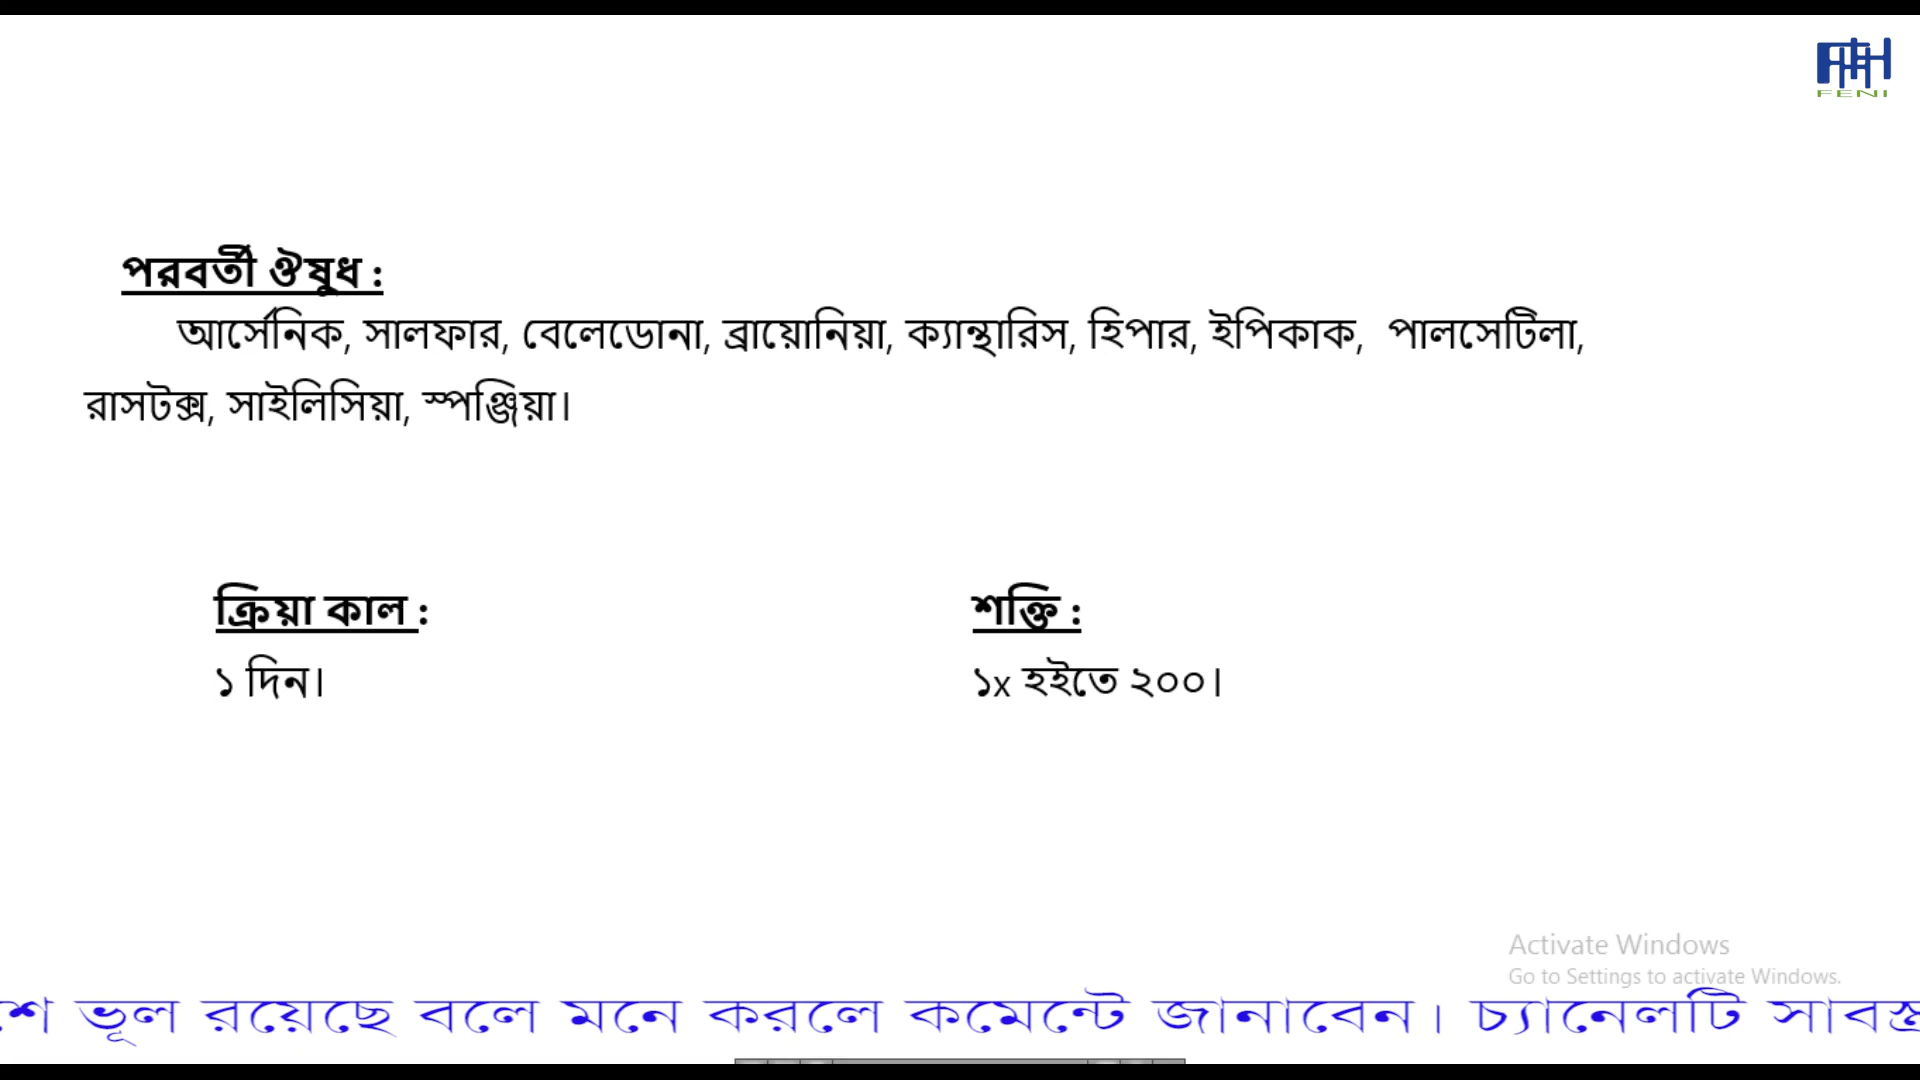 FENI
পরবর্তী ঔষুধ :
আর্সেনিক, সালফার, বেলেডোনা, ব্রায়োনিয়া, ক্যান্থারিস, হিপার, ইপিকাক, পালসেটিলা,
রাসটক্স, সাইলিসিয়া, স্পঞ্জিয়া।
ক্রিয়া কাল :
শক্তি :
১ দিন।
১x হইতে ২০০।
Activate Windows
Go to Settings to activate Windows.
ভূল রয়েছে বলে মনে করলে কমেন্টে জানাবেন। চ্যানেলটি